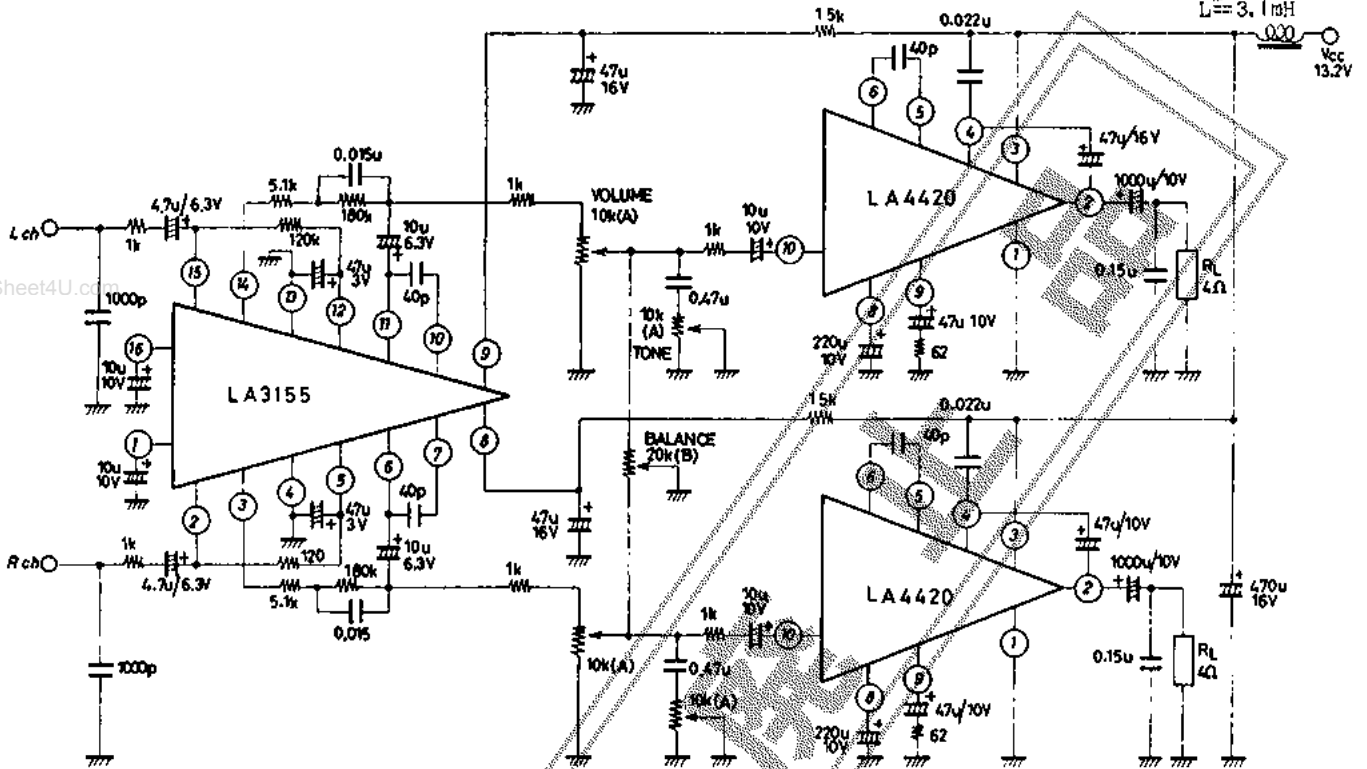 L=3.1mH
15k
0.022u
Vcc
13.2V
40p
47u
16V
6
5
4
3
47u/16V
0.015u
5.1k
180k
1k
VOLUME
10k(A)
LA4420
1000u/10V
2
4.7u/6.3V
Lch
1k
120k
10u
6.3V
1k
10u
10V
10
1
0.15u
RL
4Ω
15
14
13
47u
3V
12
11
40p
10
9
0.47u
8
9
47u 10V
Sheet4U.com
1000p
10k
(A)
TONE
220u
10V
62
16
10u
10V
LA3155
15k
0.022u
1
10u
10V
8
BALANCE
20k(B)
40p
6
5
4
3
2
3
4
5
6
7
40p
47u
3V
47u
16V
47u/10V
Rch
1k
4.7u/6.3V
120
10u
6.3V
180k
5.1k
0.015
1k
10u
10V
1k
10
LA4420
1000u/10V
2
470u
16V
1
1000p
10k(A)
0.47u
10k(A)
8
9
47u/10V
220u
10V
62
0.15u
RL
4Ω